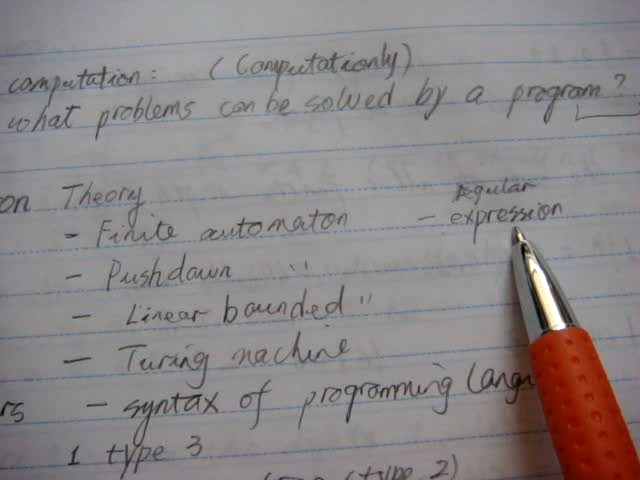 computation: (Computationly)
what problems can be solved by a program?
on Theory
- Finite automaton - regular expression
- Pushdown "
- Linear bounded "
- Turing machine
rs - syntax of programming langu
1 type 3
(type 2)